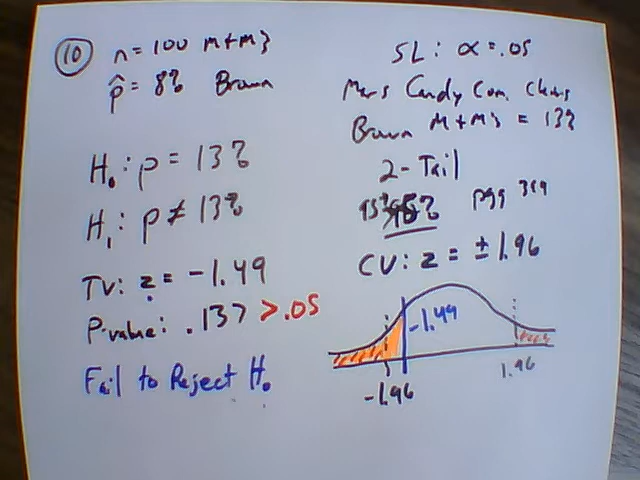 10
n = 100 M+M's
p̂ = 8% Brown
H₀: p = 13%
H₁: p ≠ 13%
TV: z = -1.49
P-value: .137 > .05
Fail to Reject H₀
SL: α = .05
Mars Candy Com. Claims
Brown M+M's = 13%
2-Tail
95% pg
CV: z = ±1.96
-1.49
-1.96
1.96